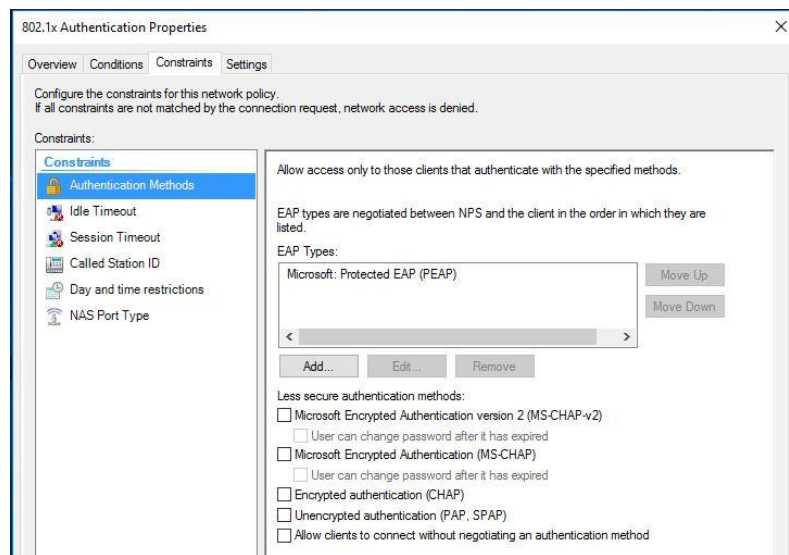 802.1x Authentication Properties
Overview Conditions Constraints Settings
Configure the constraints for this network policy.
If all constraints are not matched by the connection request, network access is denied.
Constraints:
Constraints
Authentication Methods
Idle Timeout
Session Timeout
Called Station ID
Day and time restrictions
NAS Port Type
Allow access only to those clients that authenticate with the specified methods.
EAP types are negotiated between NPS and the client in the order in which they are
listed.
EAP Types:
Microsoft: Protected EAP (PEAP)
Move Up
Move Down
Add... Edit... Remove
Less secure authentication methods:
Microsoft Encrypted Authentication version 2 (MS-CHAP-v2)
User can change password after it has expired
Microsoft Encrypted Authentication (MS-CHAP)
User can change password after it has expired
Encrypted authentication (CHAP)
Unencrypted authentication (PAP, SPAP)
Allow clients to connect without negotiating an authentication method